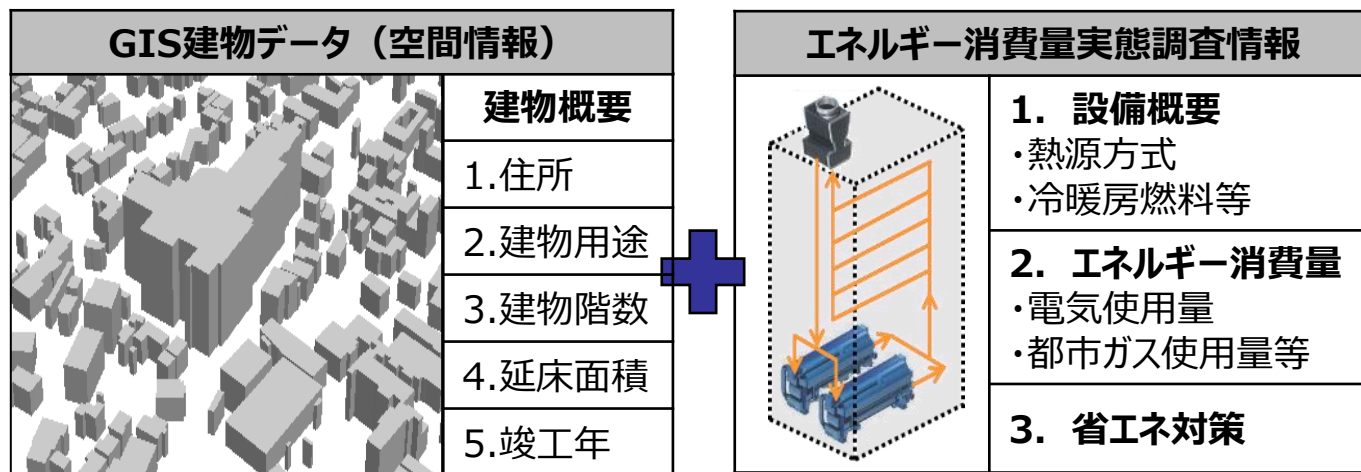 GIS建物データ（空間情報）
建物概要
1.住所
2.建物用途
3.建物階数
4.延床面積
5.竣工年
エネルギー消費量実態調査情報
1. 設備概要
・熱源方式
・冷暖房燃料等
2. エネルギー消費量
・電気使用量
・都市ガス使用量等
3. 省エネ対策